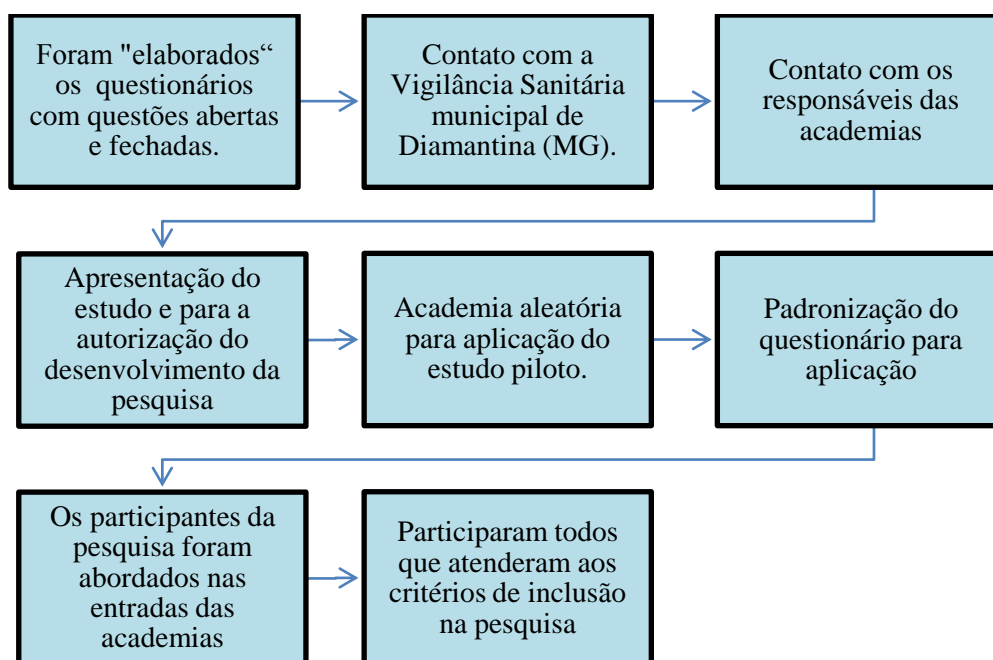 Foram "elaborados“
os questionários
com questões abertas
e fechadas.
Contato com a
Vigilância Sanitária
municipal de
Diamantina (MG).
Contato com os
responsáveis das
academias
Apresentação do
estudo e para a
autorização do
desenvolvimento da
pesquisa
Academia aleatória
para aplicação do
estudo piloto.
Padronização do
questionário para
aplicação
Os participantes da
pesquisa foram
abordados nas
entradas das
academias
Participaram todos
que atenderam aos
critérios de inclusão
na pesquisa